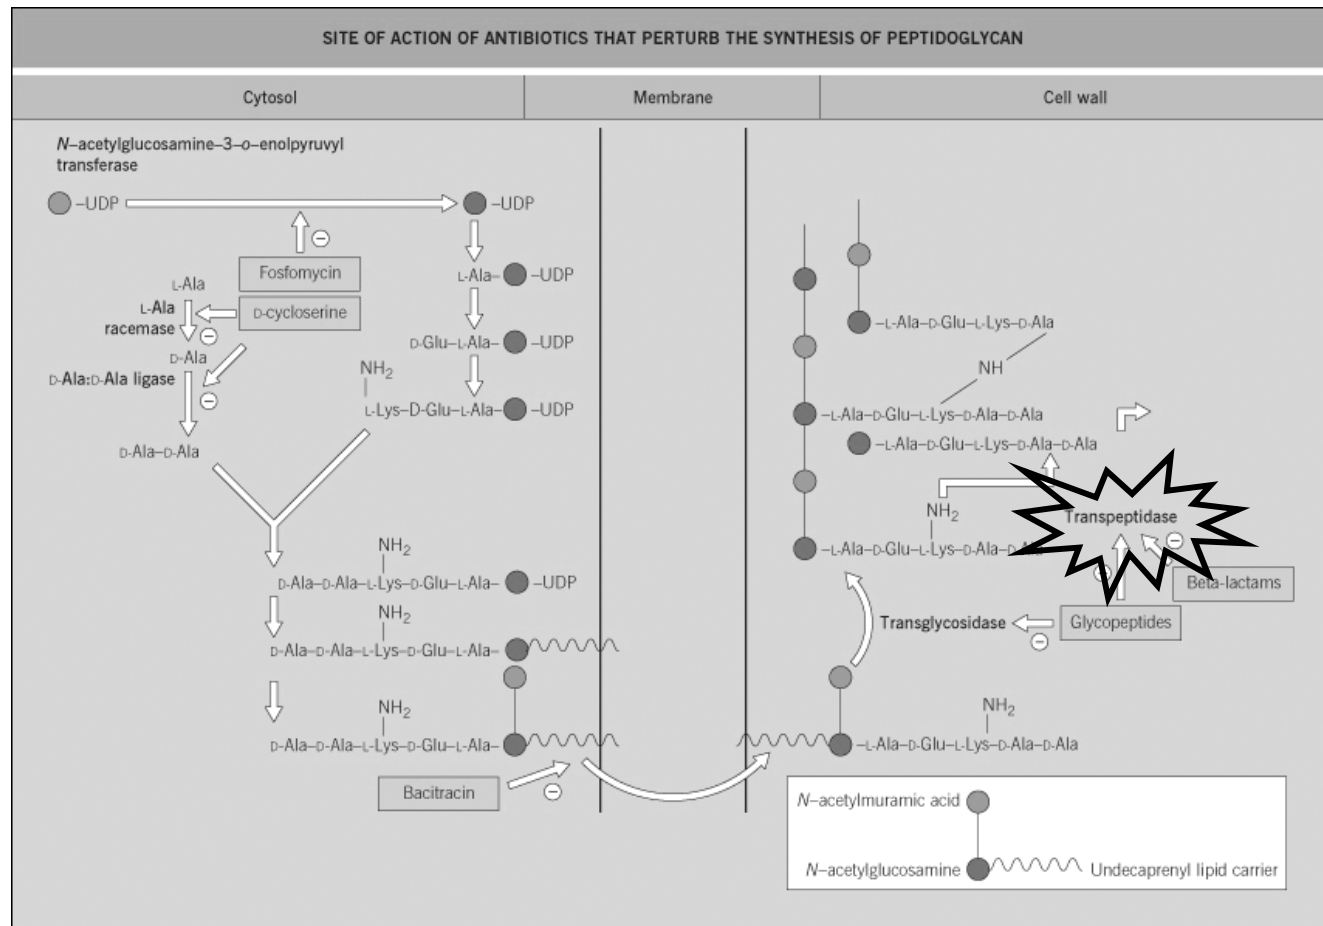 SITE OF ACTION OF ANTIBIOTICS THAT PERTURB THE SYNTHESIS OF PEPTIDOGLYCAN
Cytosol
Membrane
Cell wall
N–acetylglucosamine–3–o–enolpyruvyl
transferase
–UDP
–UDP
Fosfomycin
L-Ala
L-Ala
racemase
D-cycloserine
D-Ala
D-Ala:D-Ala ligase
D-Ala–D-Ala
L-Ala–
–UDP
D-Glu–L-Ala–
–UDP
NH2
L-Lys–D-Glu–L-Ala–
–UDP
NH2
D-Ala–D-Ala–L-Lys–D-Glu–L-Ala–
–UDP
NH2
D-Ala–D-Ala–L-Lys–D-Glu–L-Ala–
NH2
D-Ala–D-Ala–L-Lys–D-Glu–L-Ala–
Bacitracin
–L-Ala–D-Glu–L-Lys–D-Ala
NH
–L-Ala–D-Glu–L-Lys–D-Ala–D-Ala
–L-Ala–D-Glu–L-Lys–D-Ala–D-Ala
NH2
Transpeptidase
–L-Ala–D-Glu–L-Lys–D-Ala–D-Ala
Beta-lactams
Transglycosidase
Glycopeptides
NH2
–L-Ala–D-Glu–L-Lys–D-Ala–D-Ala
N–acetylmuramic acid
N–acetylglucosamine
Undecaprenyl lipid carrier